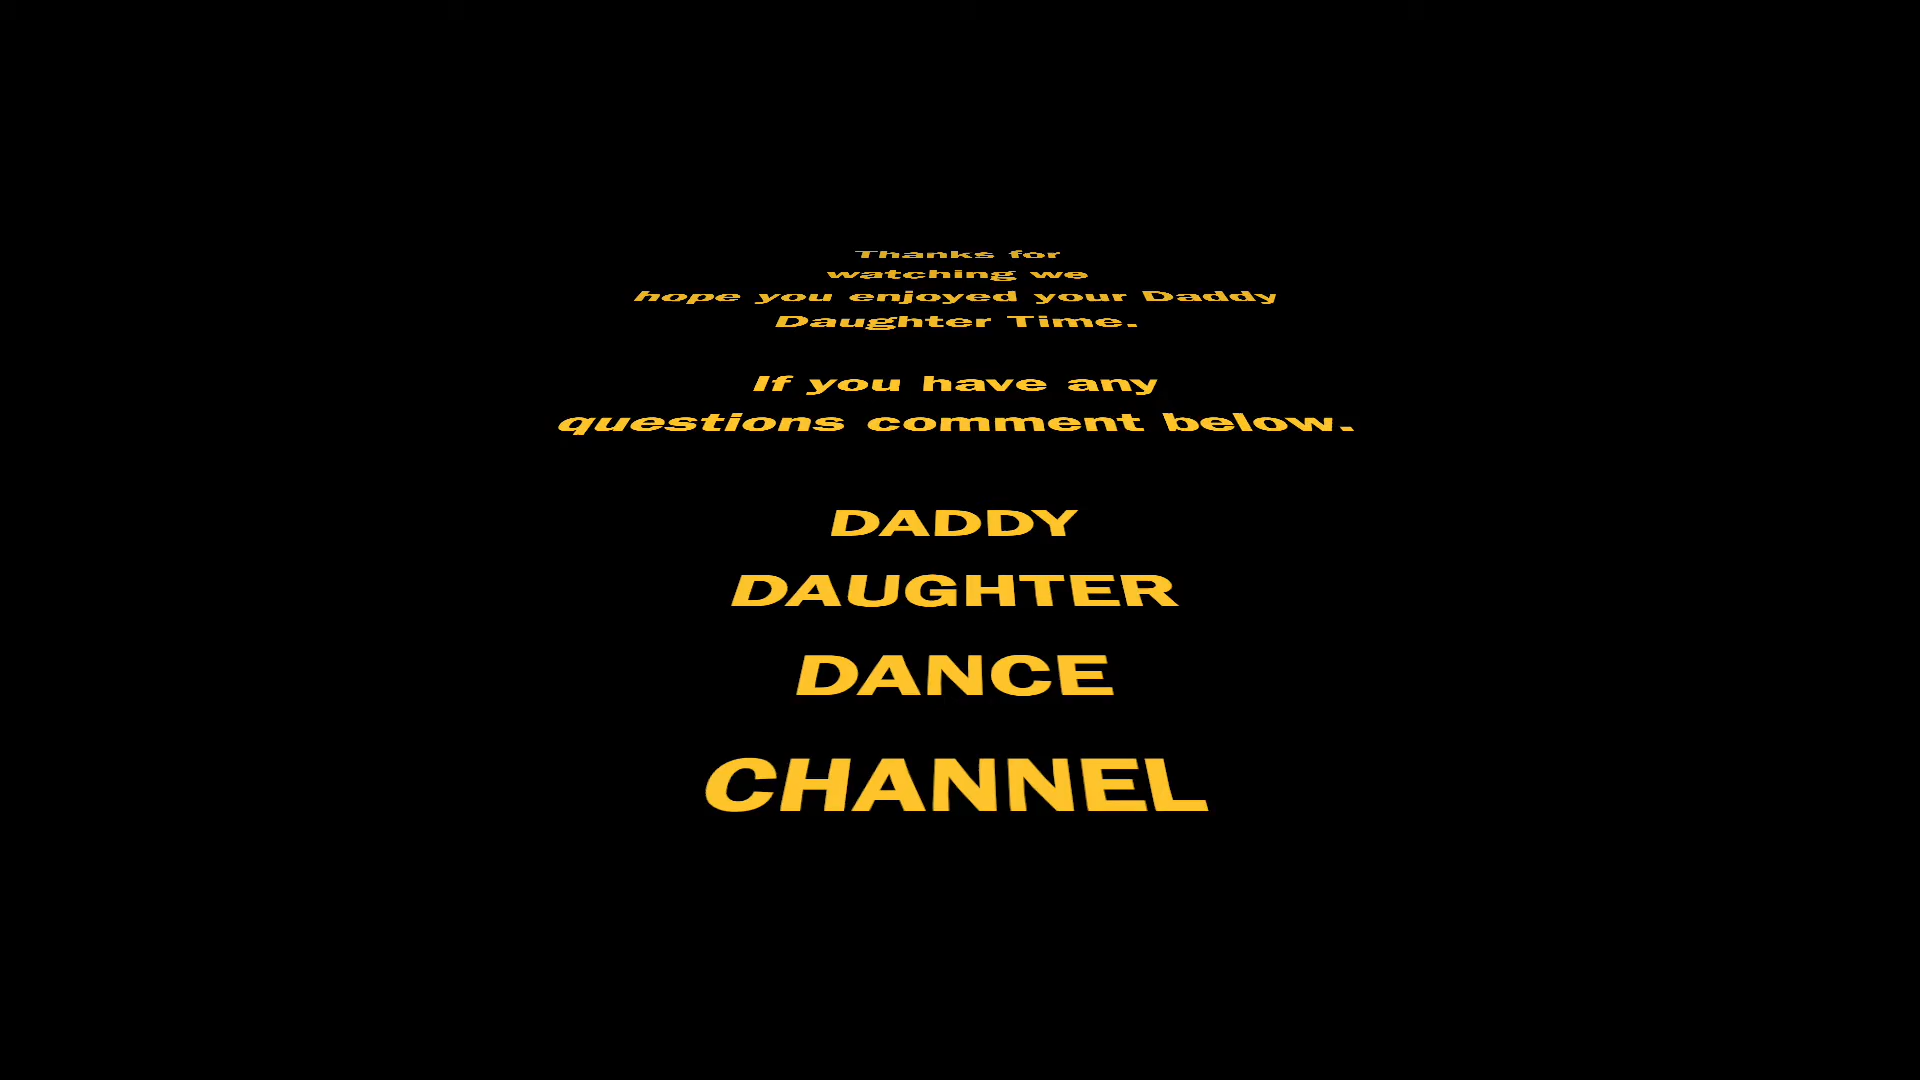 Thanks for
watching we
hope you enjoyed your Daddy
Daughter Time.
If you have any
questions comment below.
DADDY
DAUGHTER
DANCE
CHANNEL